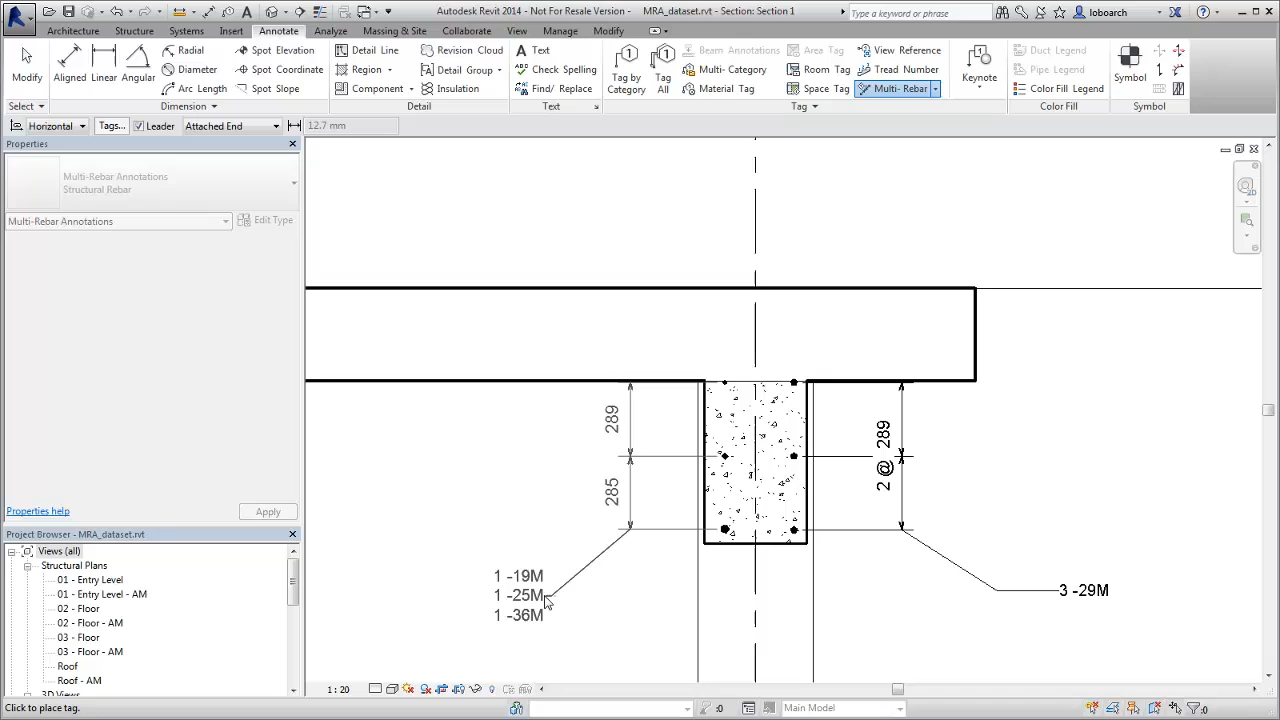 Autodesk Revit 2014 - Not For Resale Version - MRA_dataset.rvt - Section: Section 1
Type a keyword or phrase
loboarch
Architecture Structure Systems Insert Annotate Analyze Massing & Site Collaborate View Manage Modify
Modify
Aligned Linear Angular
Radial
Diameter
Arc Length
Spot Elevation
Spot Coordin
Spot Slope
Detail Line
Region
Component
Revision Cloud
Detail Group
Insulation
Text
Check Spelling
Find/ Replace
Tag by Category
Tag All
Beam Annotations
Multi- Category
Material Tag
Area Tag
Room Tag
Space Tag
View Reference
Tread Number
Multi- Rebar
Keynote
Duct Legend
Pipe Legend
Color Fill Legend
Symbol
Select Dimension Detail Text Tag Color Fill Symbol
Horizontal Tags... Leader Attached End 12.7 mm
Properties
Multi-Rebar Annotations
Structural Rebar
Multi-Rebar Annotations Edit Type
Properties help Apply
Project Browser - MRA_dataset.rvt
Views (all)
Structural Plans
01 - Entry Level
01 - Entry Level - AM
02 - Floor
02 - Floor - AM
03 - Floor
03 - Floor - AM
Roof
Roof - AM
3D Views
289
285
2 @ 289
1 -19M
1 -25M
1 -36M
3 -29M
1 : 20
Click to place tag.
:0
Main Model
:0